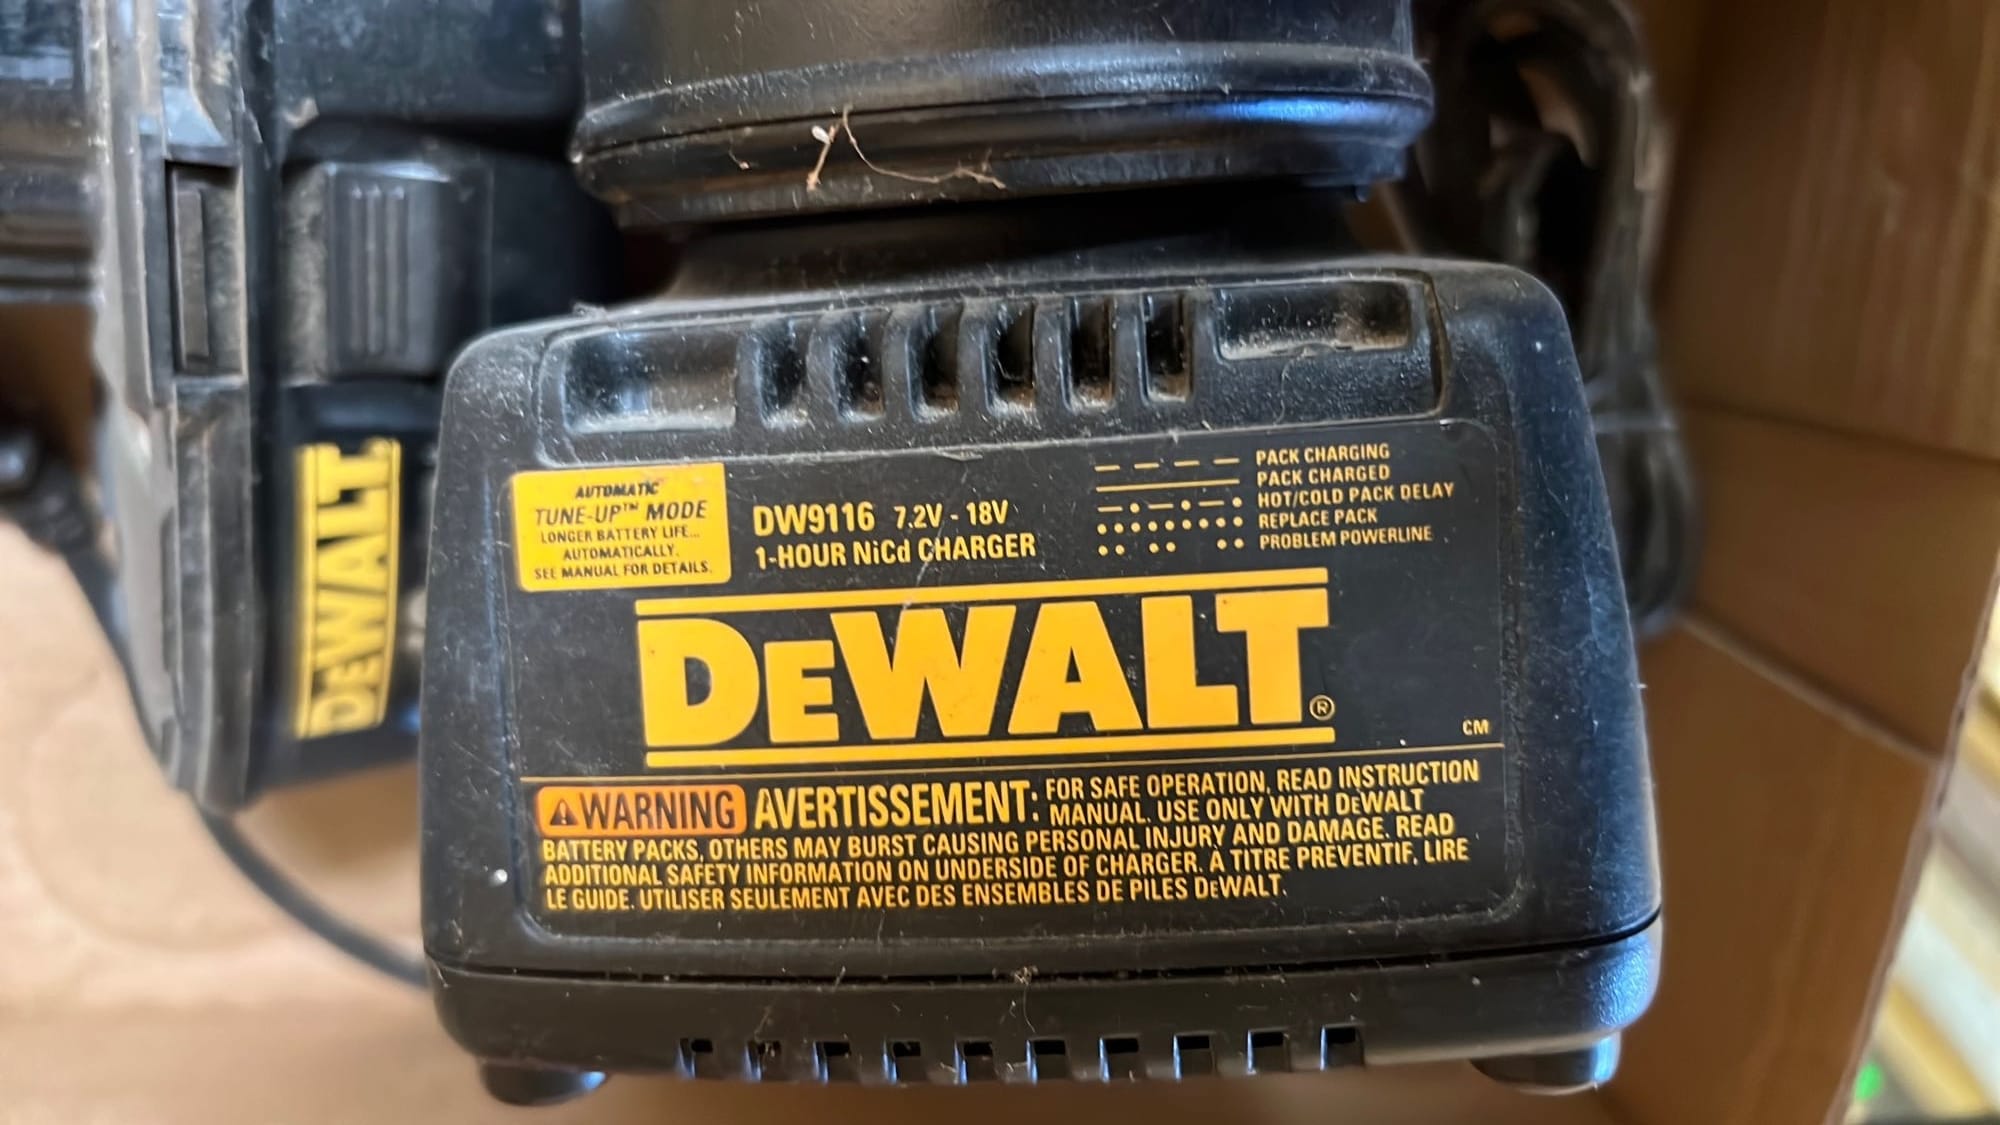 DEWALT
AUTOMATIC
TUNE-UP™ MODE
LONGER BATTERY LIFE...
AUTOMATICALLY.
SEE MANUAL FOR DETAILS.
DW9116 7.2V - 18V
1-HOUR NiCd CHARGER
PACK CHARGING
PACK CHARGED
HOT/COLD PACK DELAY
REPLACE PACK
PROBLEM POWERLINE
DEWALT®
CM
⚠WARNING AVERTISSEMENT: FOR SAFE OPERATION, READ INSTRUCTION
MANUAL. USE ONLY WITH DEWALT
BATTERY PACKS, OTHERS MAY BURST CAUSING PERSONAL INJURY AND DAMAGE. READ
ADDITIONAL SAFETY INFORMATION ON UNDERSIDE OF CHARGER. À TITRE PRÉVENTIF, LIRE
LE GUIDE. UTILISER SEULEMENT AVEC DES ENSEMBLES DE PILES DEWALT.